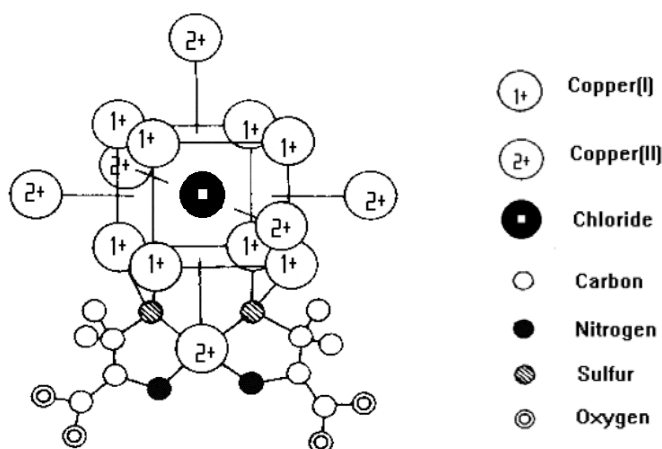 2+
1+
1+
1+
1+
2+
2+
2+
2+
1+
1+
1+
1+
2+
1+ Copper(I)
2+ Copper(II)
Chloride
Carbon
Nitrogen
Sulfur
Oxygen